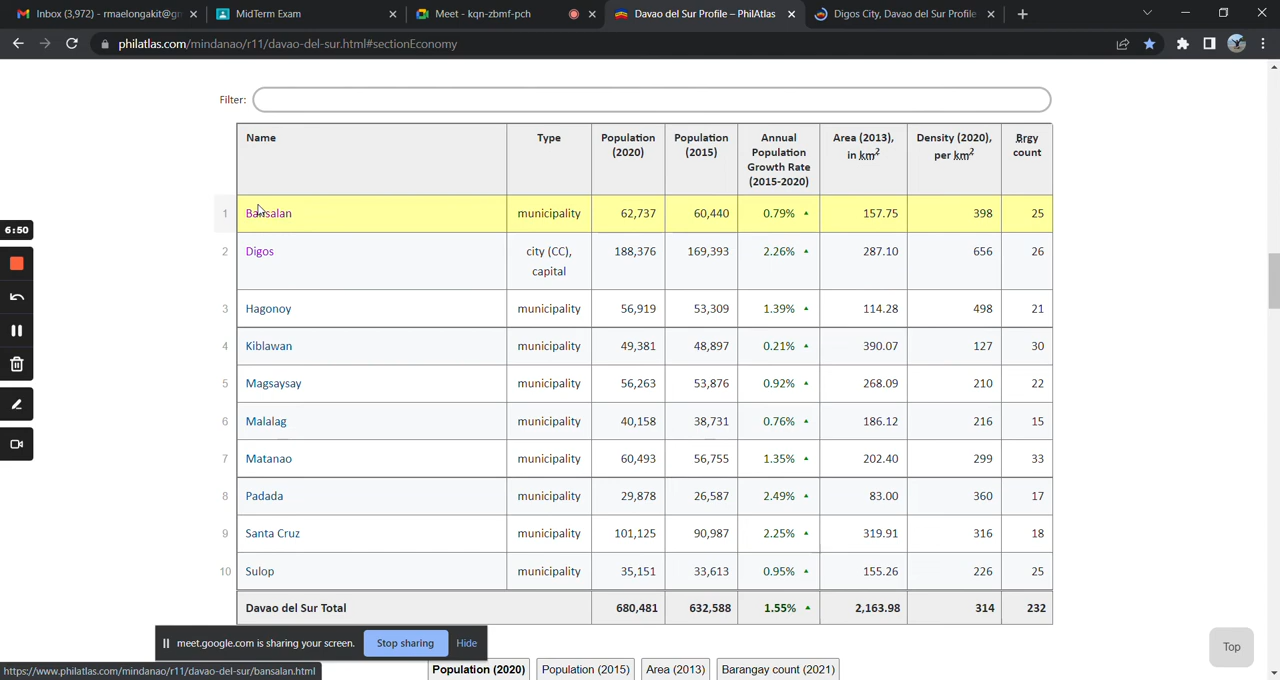 Inbox (3,972) - rmaelongakit@gm
MidTerm Exam
Meet - kqn-zbmf-pch
Davao del Sur Profile – PhilAtlas
Digos City, Davao del Sur Profile
philatlas.com/mindanao/r11/davao-del-sur.html#sectionEconomy
Filter:
Name Type Population (2020) Population (2015) Annual Population Growth Rate (2015-2020) Area (2013), in km² Density (2020), per km² Brgy count
1 Bansalan municipality 62,737 60,440 0.79% ▲ 157.75 398 25
2 Digos city (CC), capital 188,376 169,393 2.26% ▲ 287.10 656 26
3 Hagonoy municipality 56,919 53,309 1.39% ▲ 114.28 498 21
4 Kiblawan municipality 49,381 48,897 0.21% ▲ 390.07 127 30
5 Magsaysay municipality 56,263 53,876 0.92% ▲ 268.09 210 22
6 Malalag municipality 40,158 38,731 0.76% ▲ 186.12 216 15
7 Matanao municipality 60,493 56,755 1.35% ▲ 202.40 299 33
8 Padada municipality 29,878 26,587 2.49% ▲ 83.00 360 17
9 Santa Cruz municipality 101,125 90,987 2.25% ▲ 319.91 316 18
10 Sulop municipality 35,151 33,613 0.95% ▲ 155.26 226 25
Davao del Sur Total 680,481 632,588 1.55% ▲ 2,163.98 314 232
6:50
meet.google.com is sharing your screen. Stop sharing Hide
Top
https://www.philatlas.com/mindanao/r11/davao-del-sur/bansalan.html
Population (2020) Population (2015) Area (2013) Barangay count (2021)